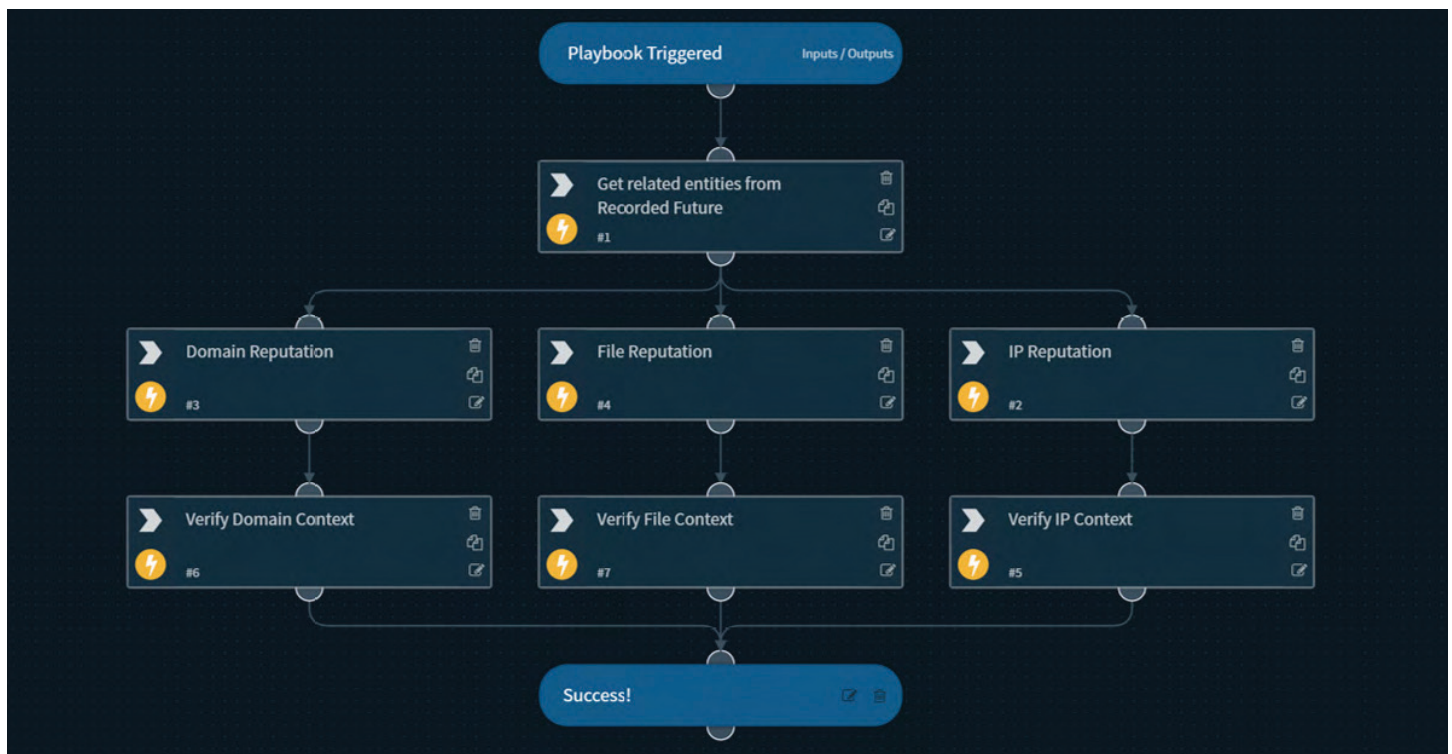 Playbook Triggered
Inputs / Outputs
Get related entities from
Recorded Future
#1
Domain Reputation
#3
File Reputation
#4
IP Reputation
#2
Verify Domain Context
#6
Verify File Context
#7
Verify IP Context
#5
Success!